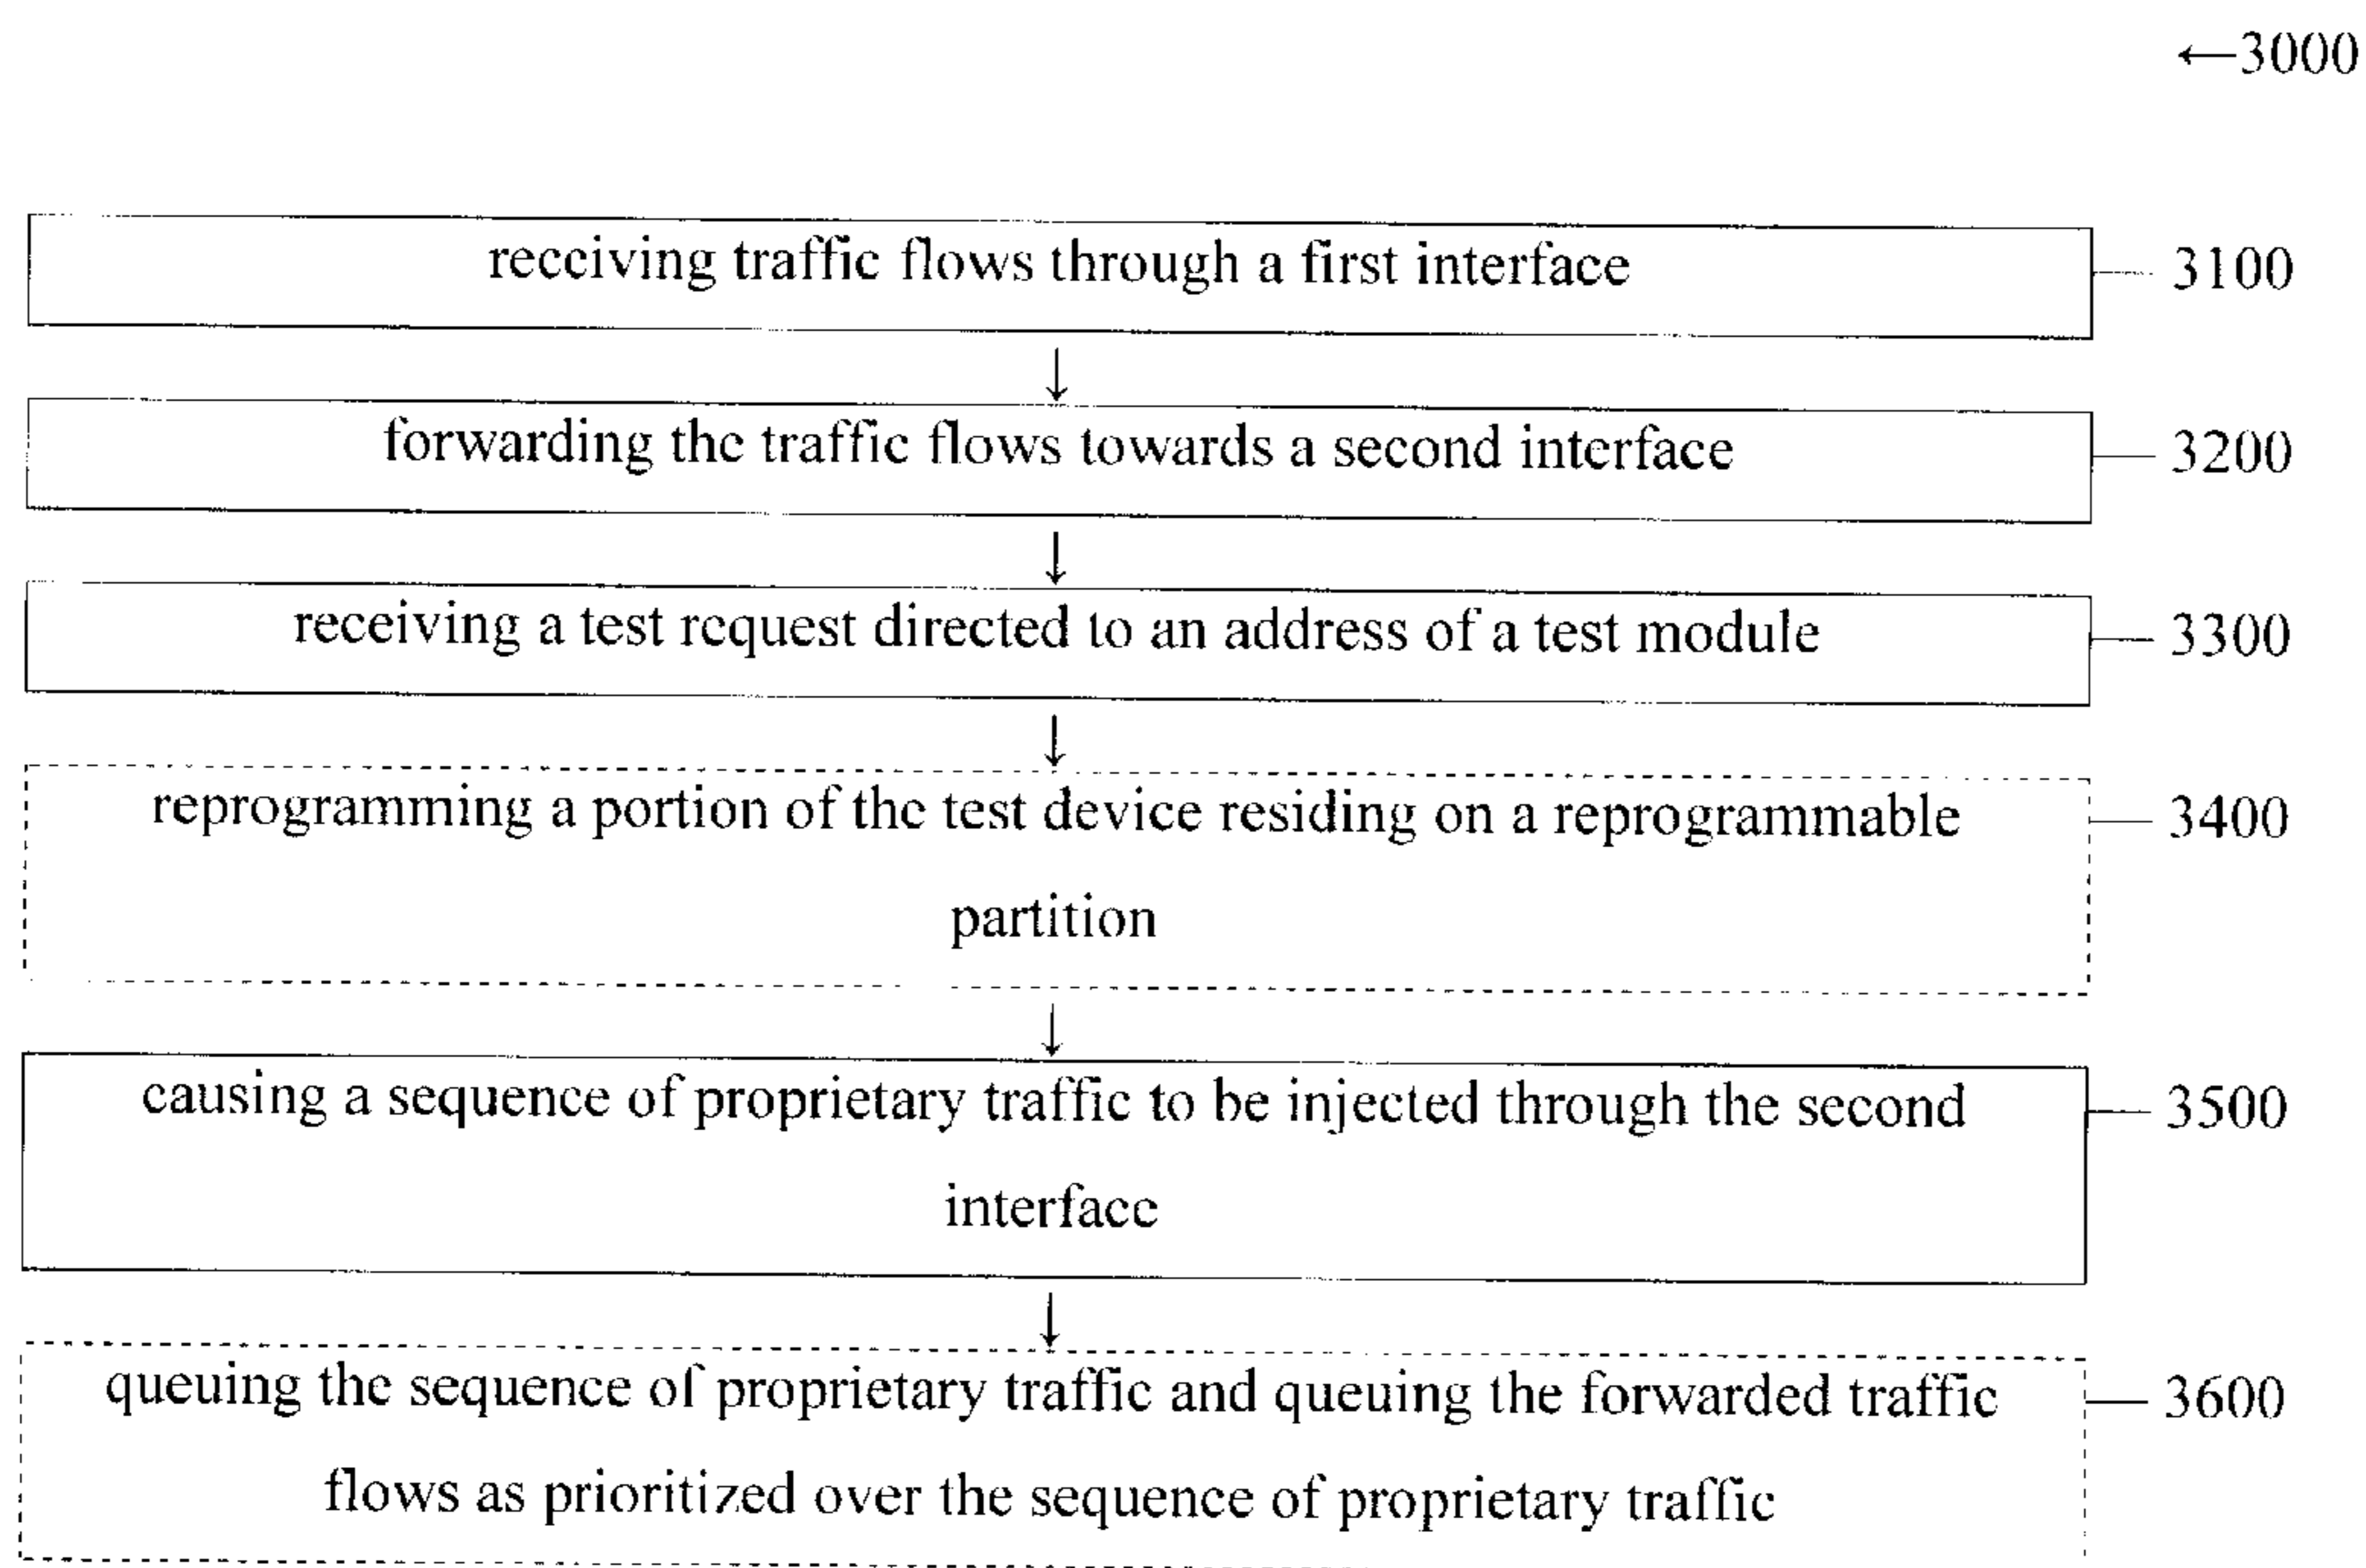 ←3000
receiving traffic flows through a first interface
3100
forwarding the traffic flows towards a second interface
3200
receiving a test request directed to an address of a test module
3300
reprogramming a portion of the test device residing on a reprogrammable
3400
partition
causing a sequence of proprietary traffic to be injected through the second
3500
interface
queuing the sequence of proprietary traffic and queuing the forwarded traffic
3600
flows as prioritized over the sequence of proprietary traffic